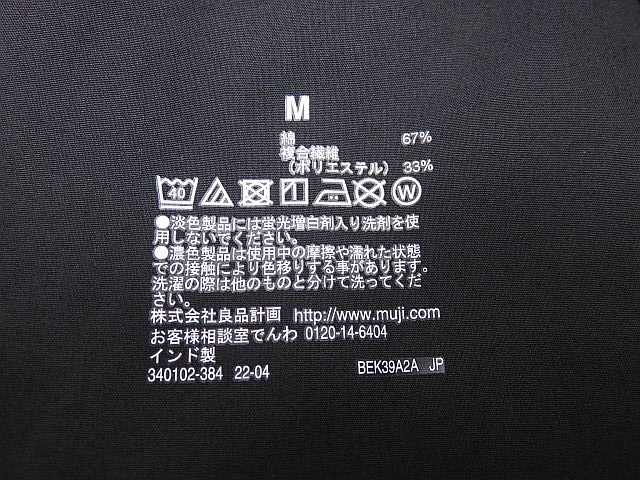 M
綿 67%
複合繊維
(ポリエステル) 33%
40 W
●淡色製品には蛍光増白剤入り洗剤を使
用しないでください。
●濃色製品は使用中の摩擦や濡れた状態
での接触により色移りする事があります。
洗濯の際は他のものと分けて洗ってくだ
さい。
株式会社良品計画 http://www.muji.com
お客様相談室でんわ 0120-14-6404
インド製
340102-384 22-04 BEK39A2A JP